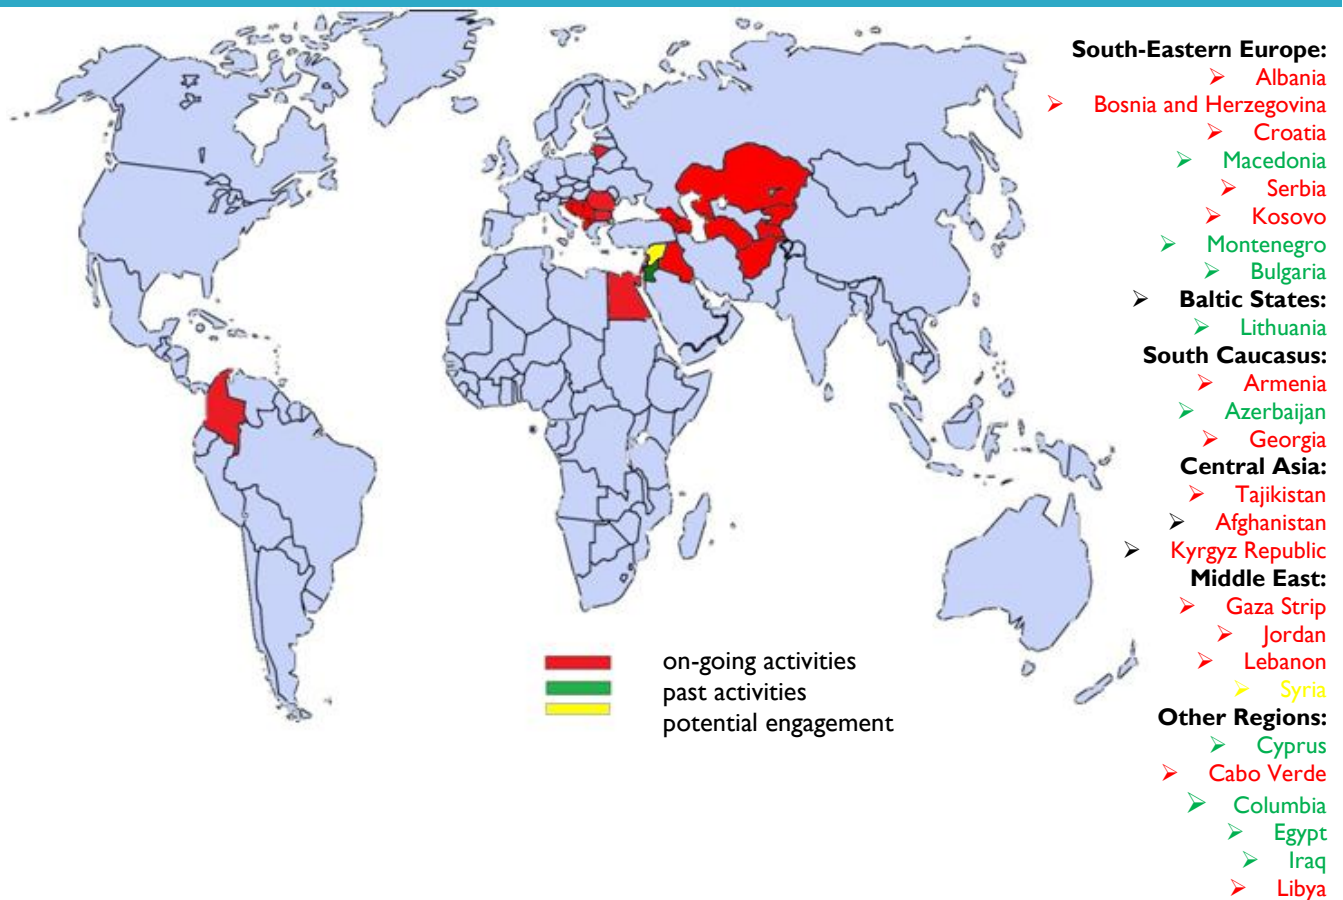 South-Eastern Europe:
➢ Albania
➢ Bosnia and Herzegovina
➢ Croatia
➢ Macedonia
➢ Serbia
➢ Kosovo
➢ Montenegro
➢ Bulgaria
➢ Baltic States:
➢ Lithuania
South Caucasus:
➢ Armenia
➢ Azerbaijan
➢ Georgia
Central Asia:
➢ Tajikistan
➢ Afghanistan
➢ Kyrgyz Republic
Middle East:
➢ Gaza Strip
➢ Jordan
➢ Lebanon
➢ Syria
Other Regions:
➢ Cyprus
➢ Cabo Verde
➢ Columbia
➢ Egypt
➢ Iraq
➢ Libya
on-going activities
past activities
potential engagement